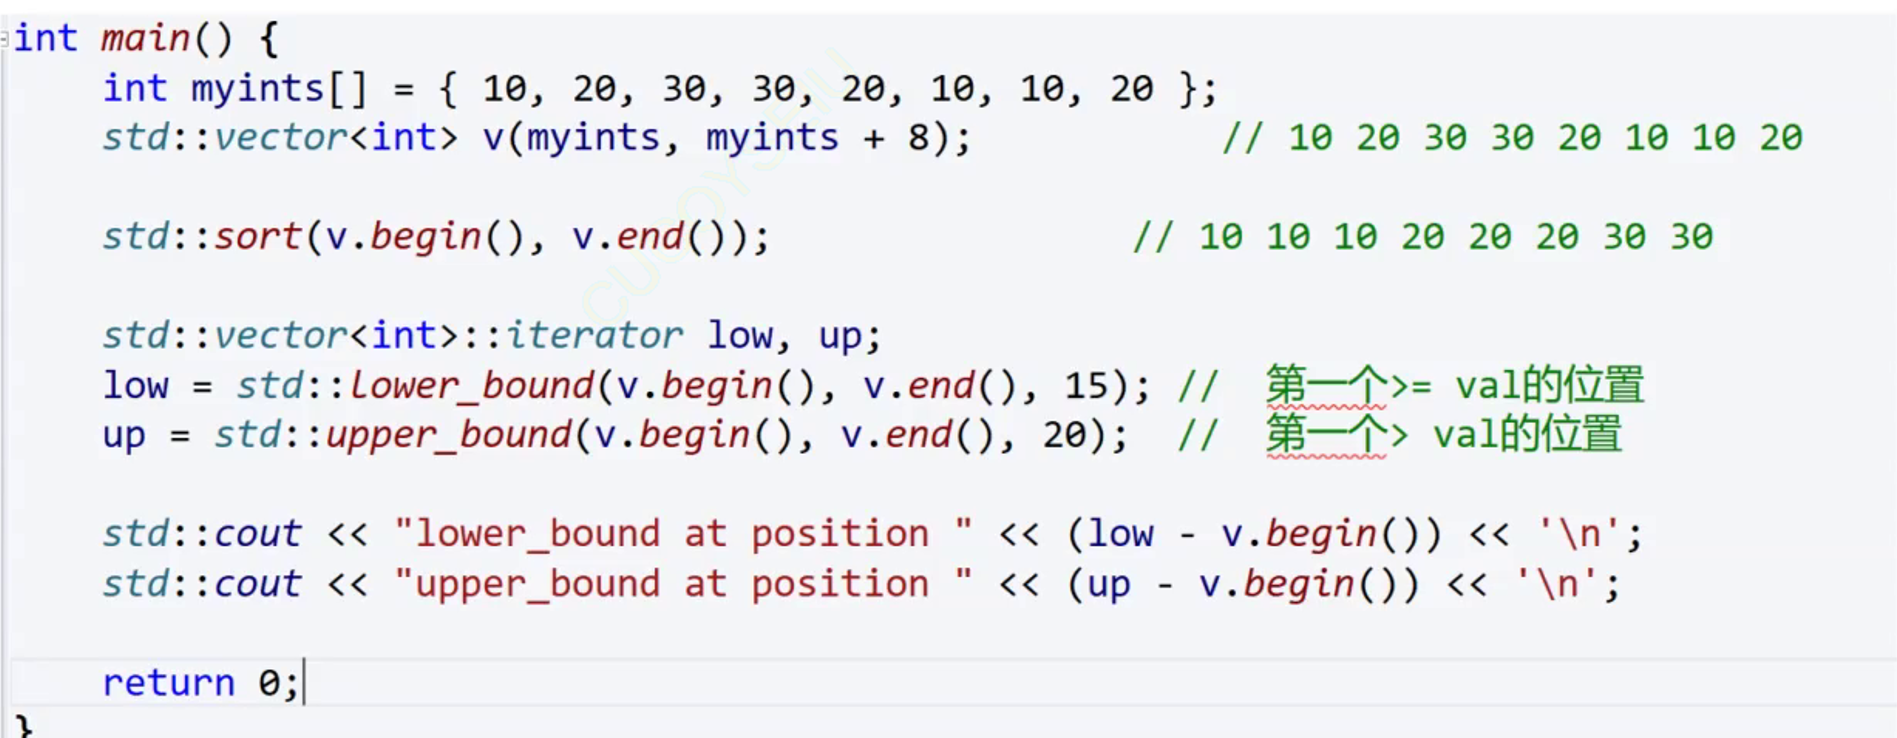 int main() {
    int myints[] = { 10, 20, 30, 30, 20, 10, 10, 20 };
    std::vector<int> v(myints, myints + 8);           // 10 20 30 30 20 10 10 20
    std::sort(v.begin(), v.end());                // 10 10 10 20 20 20 30 30
    std::vector<int>::iterator low, up;
    low = std::lower_bound(v.begin(), v.end(), 15); //  第一个>= val的位置
    up = std::upper_bound(v.begin(), v.end(), 20);  //  第一个> val的位置
    std::cout << "lower_bound at position " << (low - v.begin()) << '\n';
    std::cout << "upper_bound at position " << (up - v.begin()) << '\n';
    return 0;
}